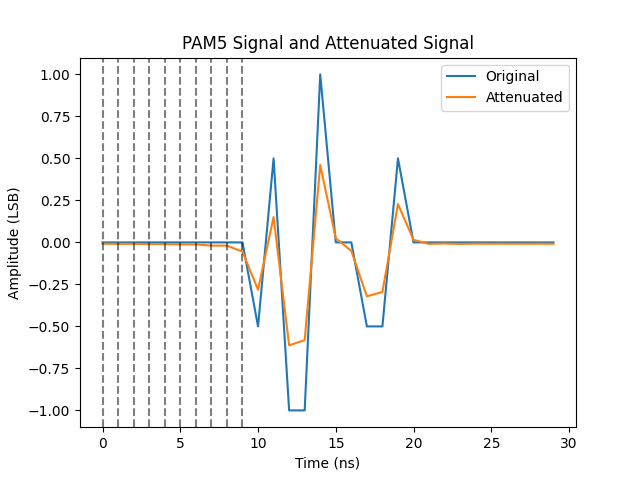 PAM5 Signal and Attenuated Signal
Original
Attenuated
Amplitude (LSB)
1.00
0.75
0.50
0.25
0.00
−0.25
−0.50
−0.75
−1.00
0 5 10 15 20 25 30
Time (ns)